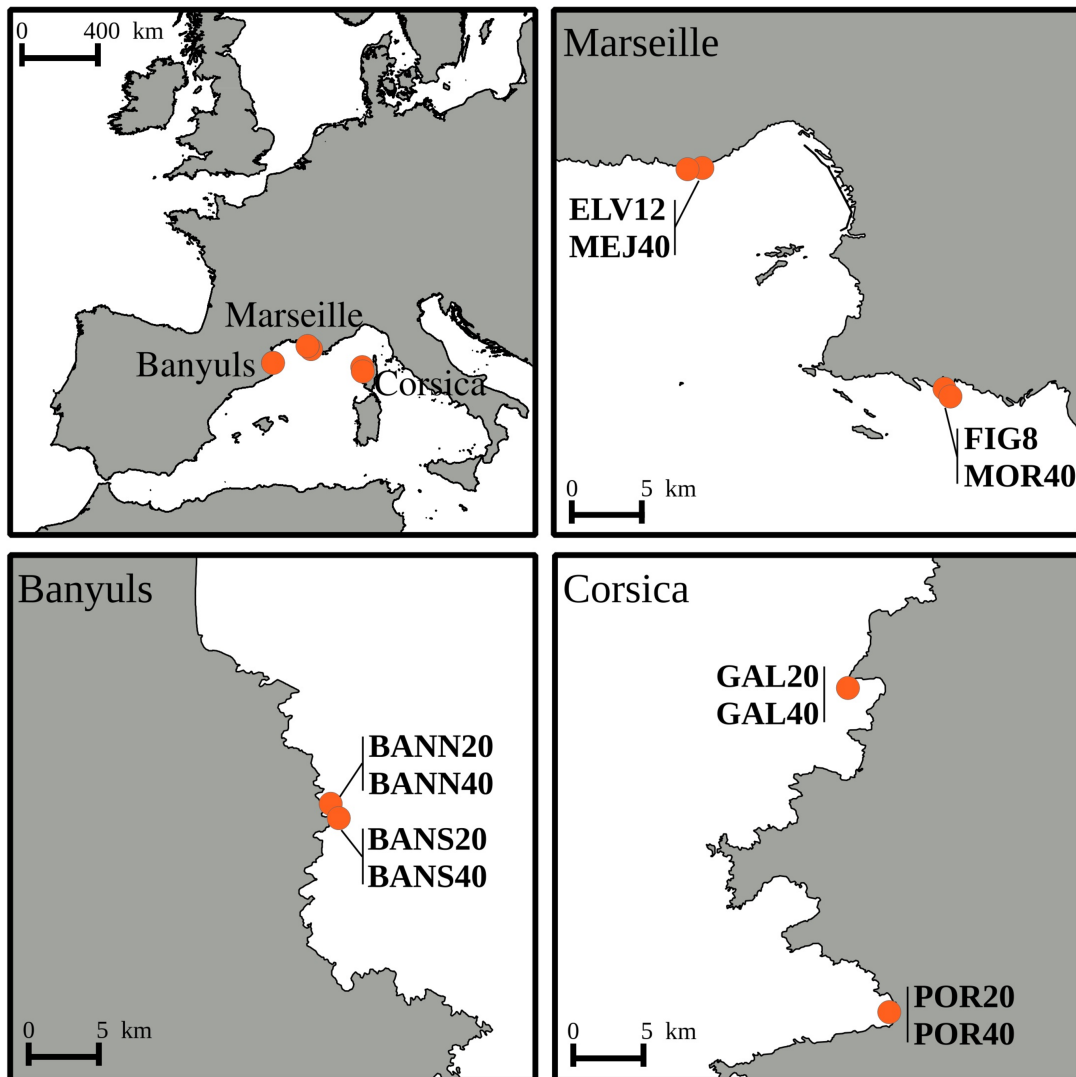 0 400 km
Marseille
Banyuls
Corsica
Marseille
ELV12
MEJ40
FIG8
MOR40
0 5 km
Banyuls
BANN20
BANN40
BANS20
BANS40
0 5 km
Corsica
GAL20
GAL40
POR20
POR40
0 5 km